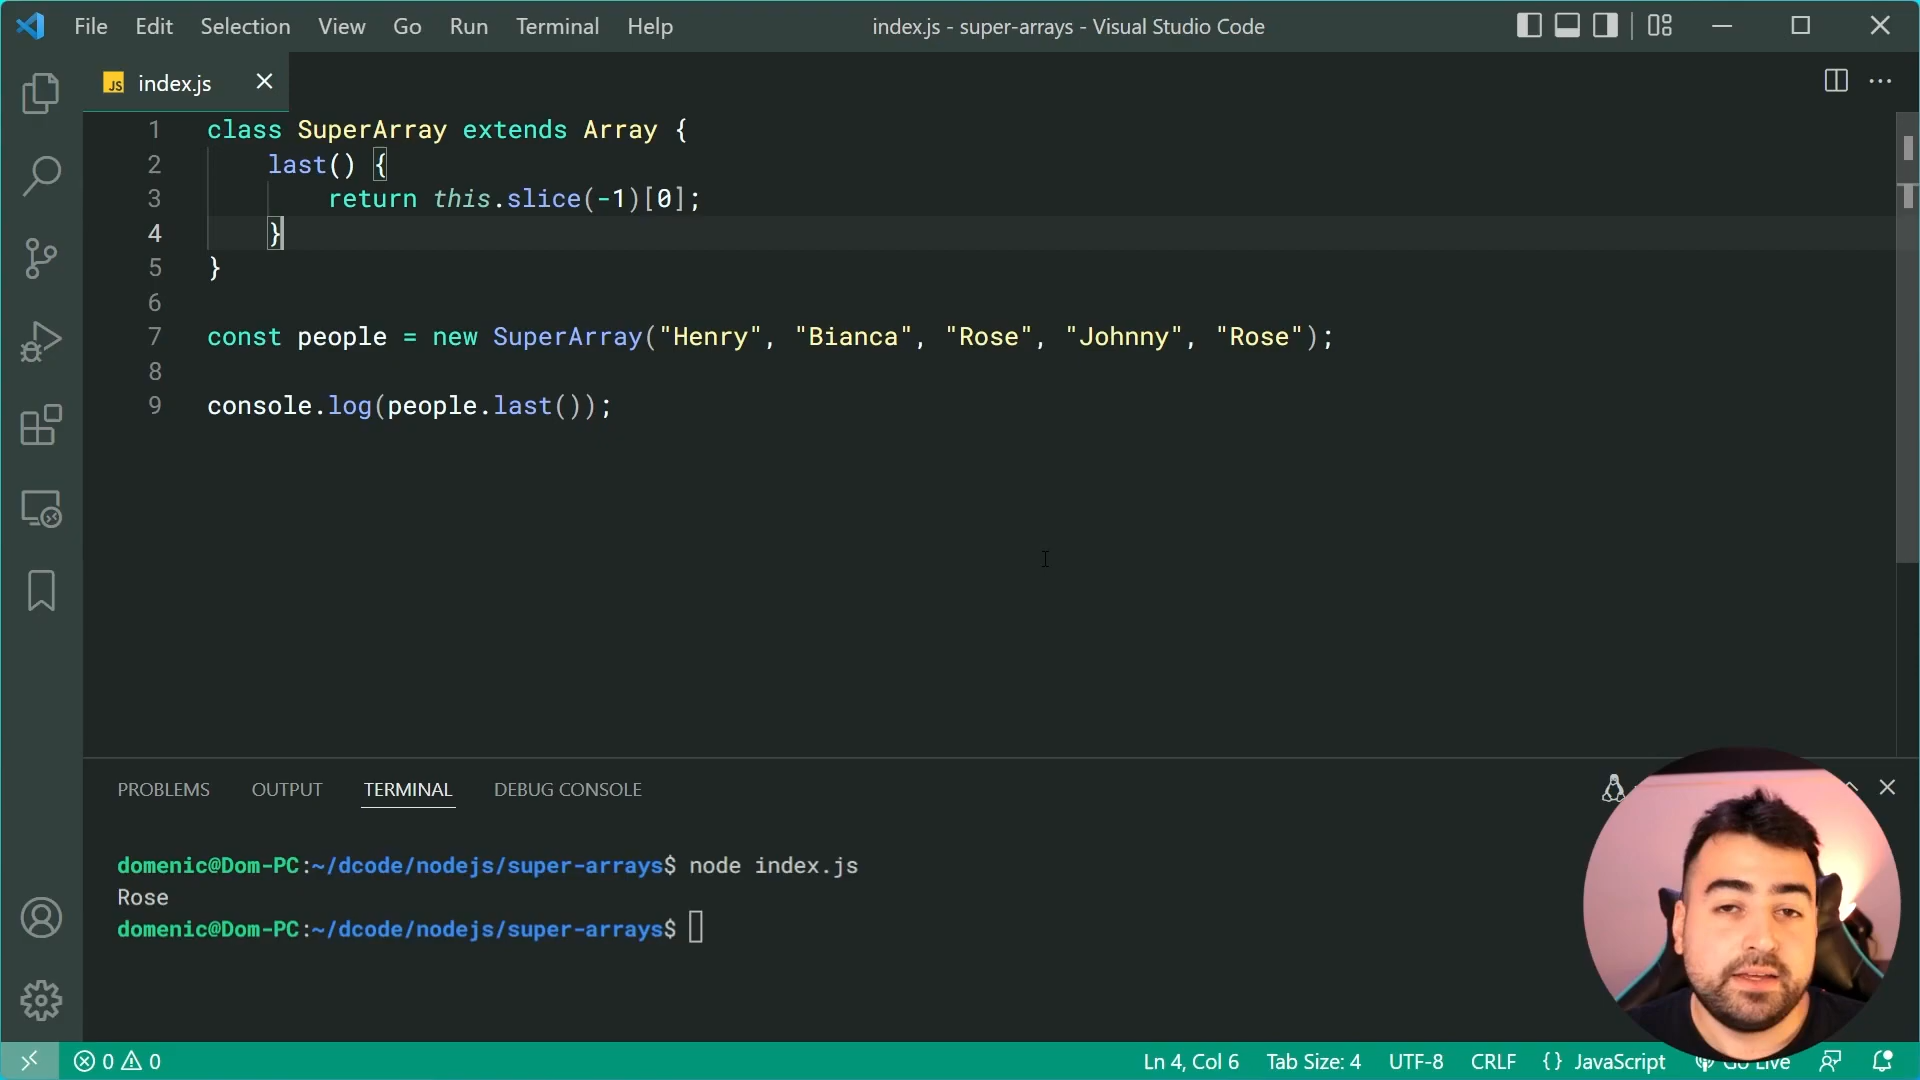 File Edit Selection View Go Run Terminal Help index.js - super-arrays - Visual Studio Code
JS index.js
1 class SuperArray extends Array {
2 last() {
3 return this.slice(-1)[0];
4 }
5 }
6
7 const people = new SuperArray("Henry", "Bianca", "Rose", "Johnny", "Rose");
8
9 console.log(people.last());
PROBLEMS OUTPUT TERMINAL DEBUG CONSOLE
domenic@Dom-PC:~/dcode/nodejs/super-arrays$ node index.js
Rose
domenic@Dom-PC:~/dcode/nodejs/super-arrays$
0 0 Ln 4, Col 6 Tab Size: 4 UTF-8 CRLF {} JavaScript Go Live